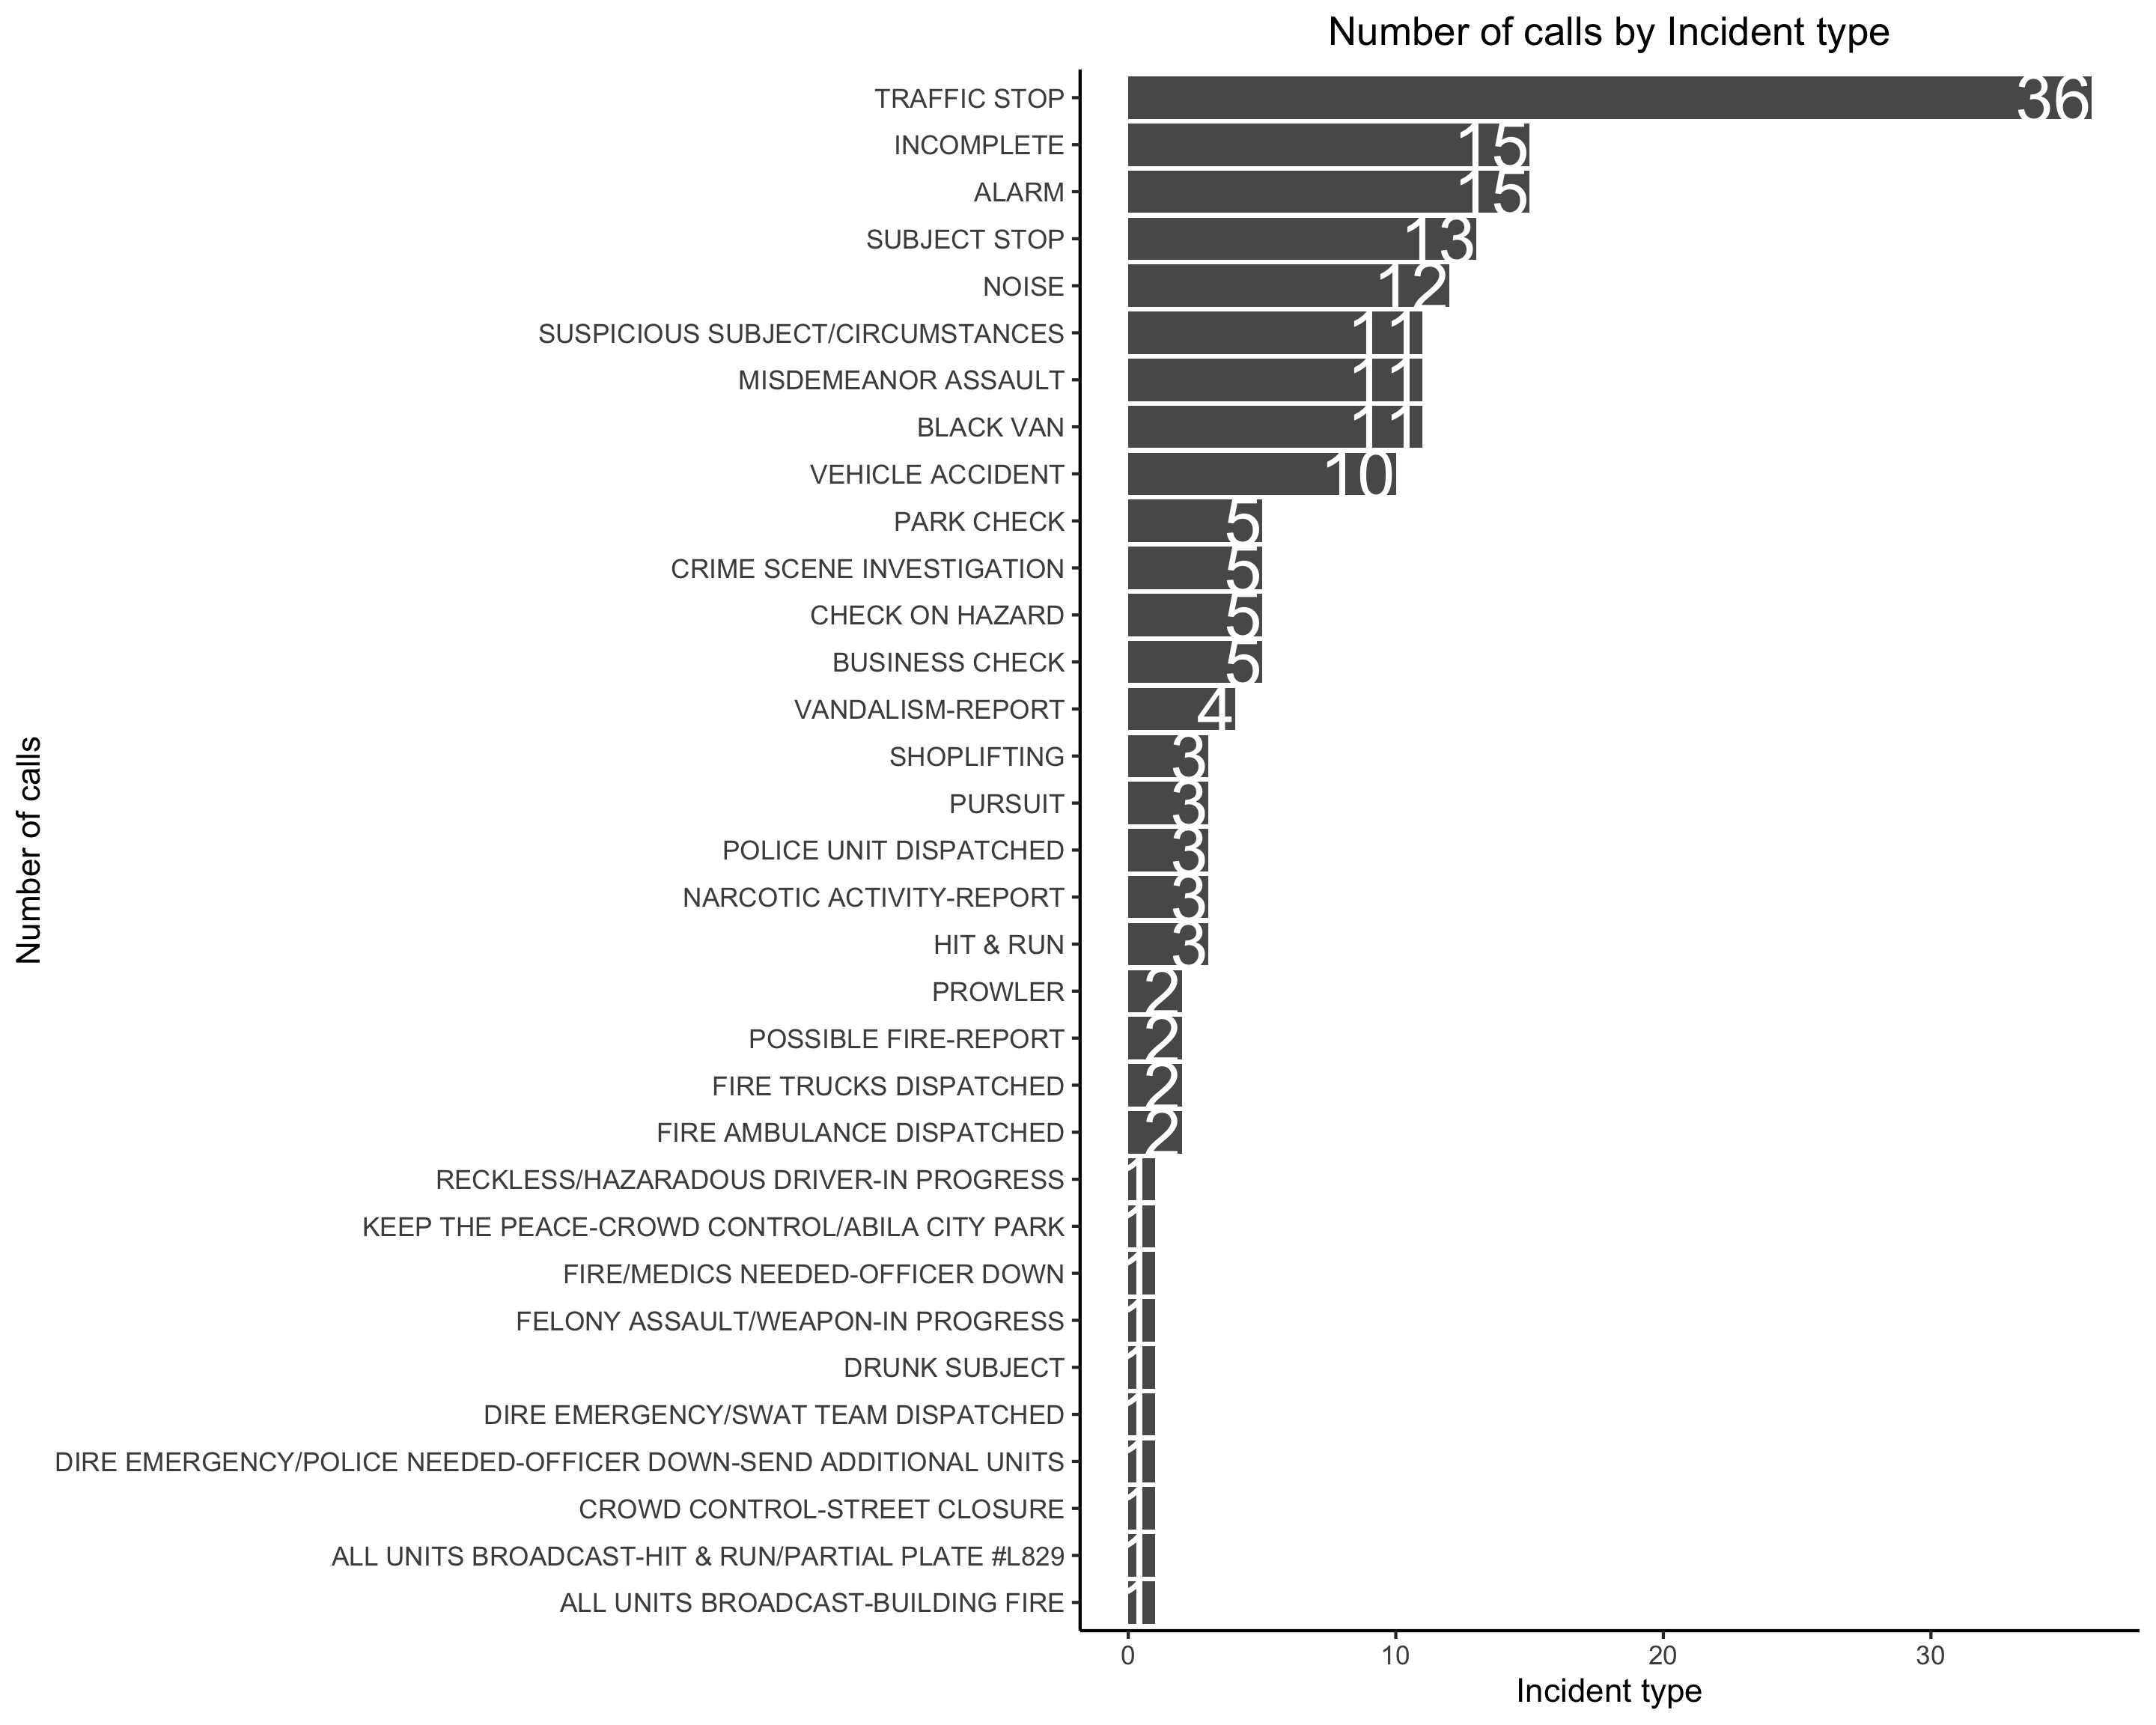 Number of calls by Incident type
TRAFFIC STOP 36
INCOMPLETE 15
ALARM 15
SUBJECT STOP 13
NOISE 12
SUSPICIOUS SUBJECT/CIRCUMSTANCES 11
MISDEMEANOR ASSAULT 11
BLACK VAN 11
VEHICLE ACCIDENT 10
PARK CHECK 5
CRIME SCENE INVESTIGATION 5
CHECK ON HAZARD 5
BUSINESS CHECK 5
VANDALISM-REPORT 4
SHOPLIFTING 3
PURSUIT 3
POLICE UNIT DISPATCHED 3
NARCOTIC ACTIVITY-REPORT 3
HIT & RUN 3
PROWLER 2
POSSIBLE FIRE-REPORT 2
FIRE TRUCKS DISPATCHED 2
FIRE AMBULANCE DISPATCHED 2
RECKLESS/HAZARADOUS DRIVER-IN PROGRESS 1
KEEP THE PEACE-CROWD CONTROL/ABILA CITY PARK 1
FIRE/MEDICS NEEDED-OFFICER DOWN 1
FELONY ASSAULT/WEAPON-IN PROGRESS 1
DRUNK SUBJECT 1
DIRE EMERGENCY/SWAT TEAM DISPATCHED 1
DIRE EMERGENCY/POLICE NEEDED-OFFICER DOWN-SEND ADDITIONAL UNITS 1
CROWD CONTROL-STREET CLOSURE 1
ALL UNITS BROADCAST-HIT & RUN/PARTIAL PLATE #L829 1
ALL UNITS BROADCAST-BUILDING FIRE 1
Number of calls
0 10 20 30
Incident type